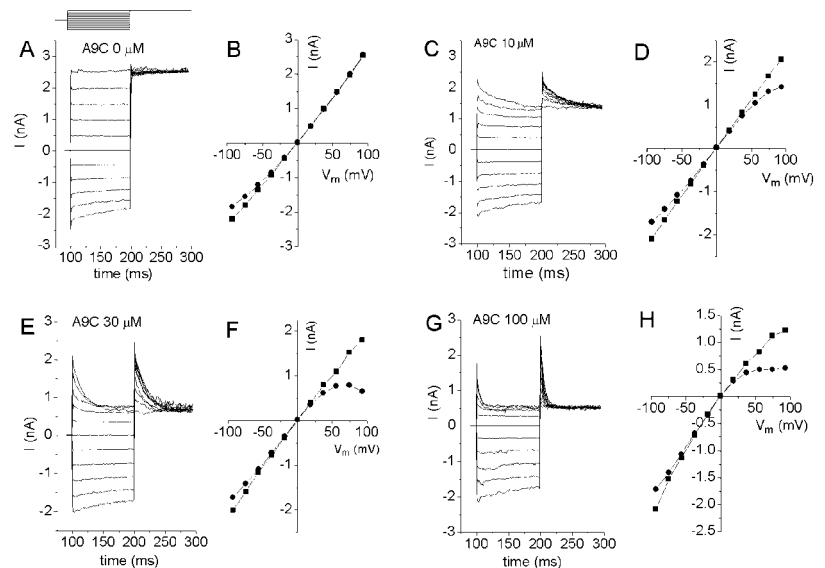 A
A9C 0 μM
I (nA)
3
2
1
0
-1
-2
-3
100 150 200 250 300
time (ms)
B
I (nA)
3
2
1
-100 -50 50 100
V_m (mV)
-1
-2
-3
C
A9C 10 μM
I (nA)
3
2
1
0
-1
-2
-3
100 150 200 250 300
time (ms)
D
I (nA)
2
1
-100 -50 50 100
V_m (mV)
-1
-2
E
A9C 30 μM
I (nA)
3
2
1
0
-1
-2
100 150 200 250 300
time (ms)
F
I (nA)
2
1
-100 -50 50 100
V_m (mV)
-1
-2
G
A9C 100 μM
I (nA)
3
2
1
0
-1
-2
-3
100 150 200 250 300
time (ms)
H
I (nA)
1.5
1.0
0.5
-100 -50 50 100
V_m (mV)
-0.5
-1.0
-1.5
-2.0
-2.5